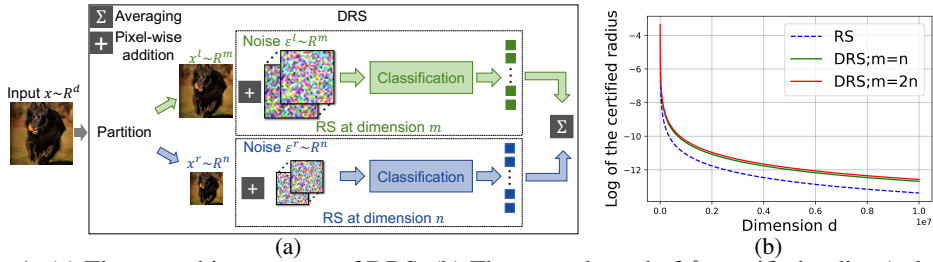 Averaging
Pixel-wise
addition
Input x~R^d
Partition
x^l~R^m
x^r~R^n
DRS
Noise ε^l~R^m
Classification
RS at dimension m
Noise ε^r~R^n
Classification
RS at dimension n
Σ
+
+
+
Σ
(a)
Log of the certified radius
−4
−6
−8
−10
−12
0.0
0.2
0.4
0.6
0.8
1.0
1e7
Dimension d
RS
DRS;m=n
DRS;m=2n
(b)